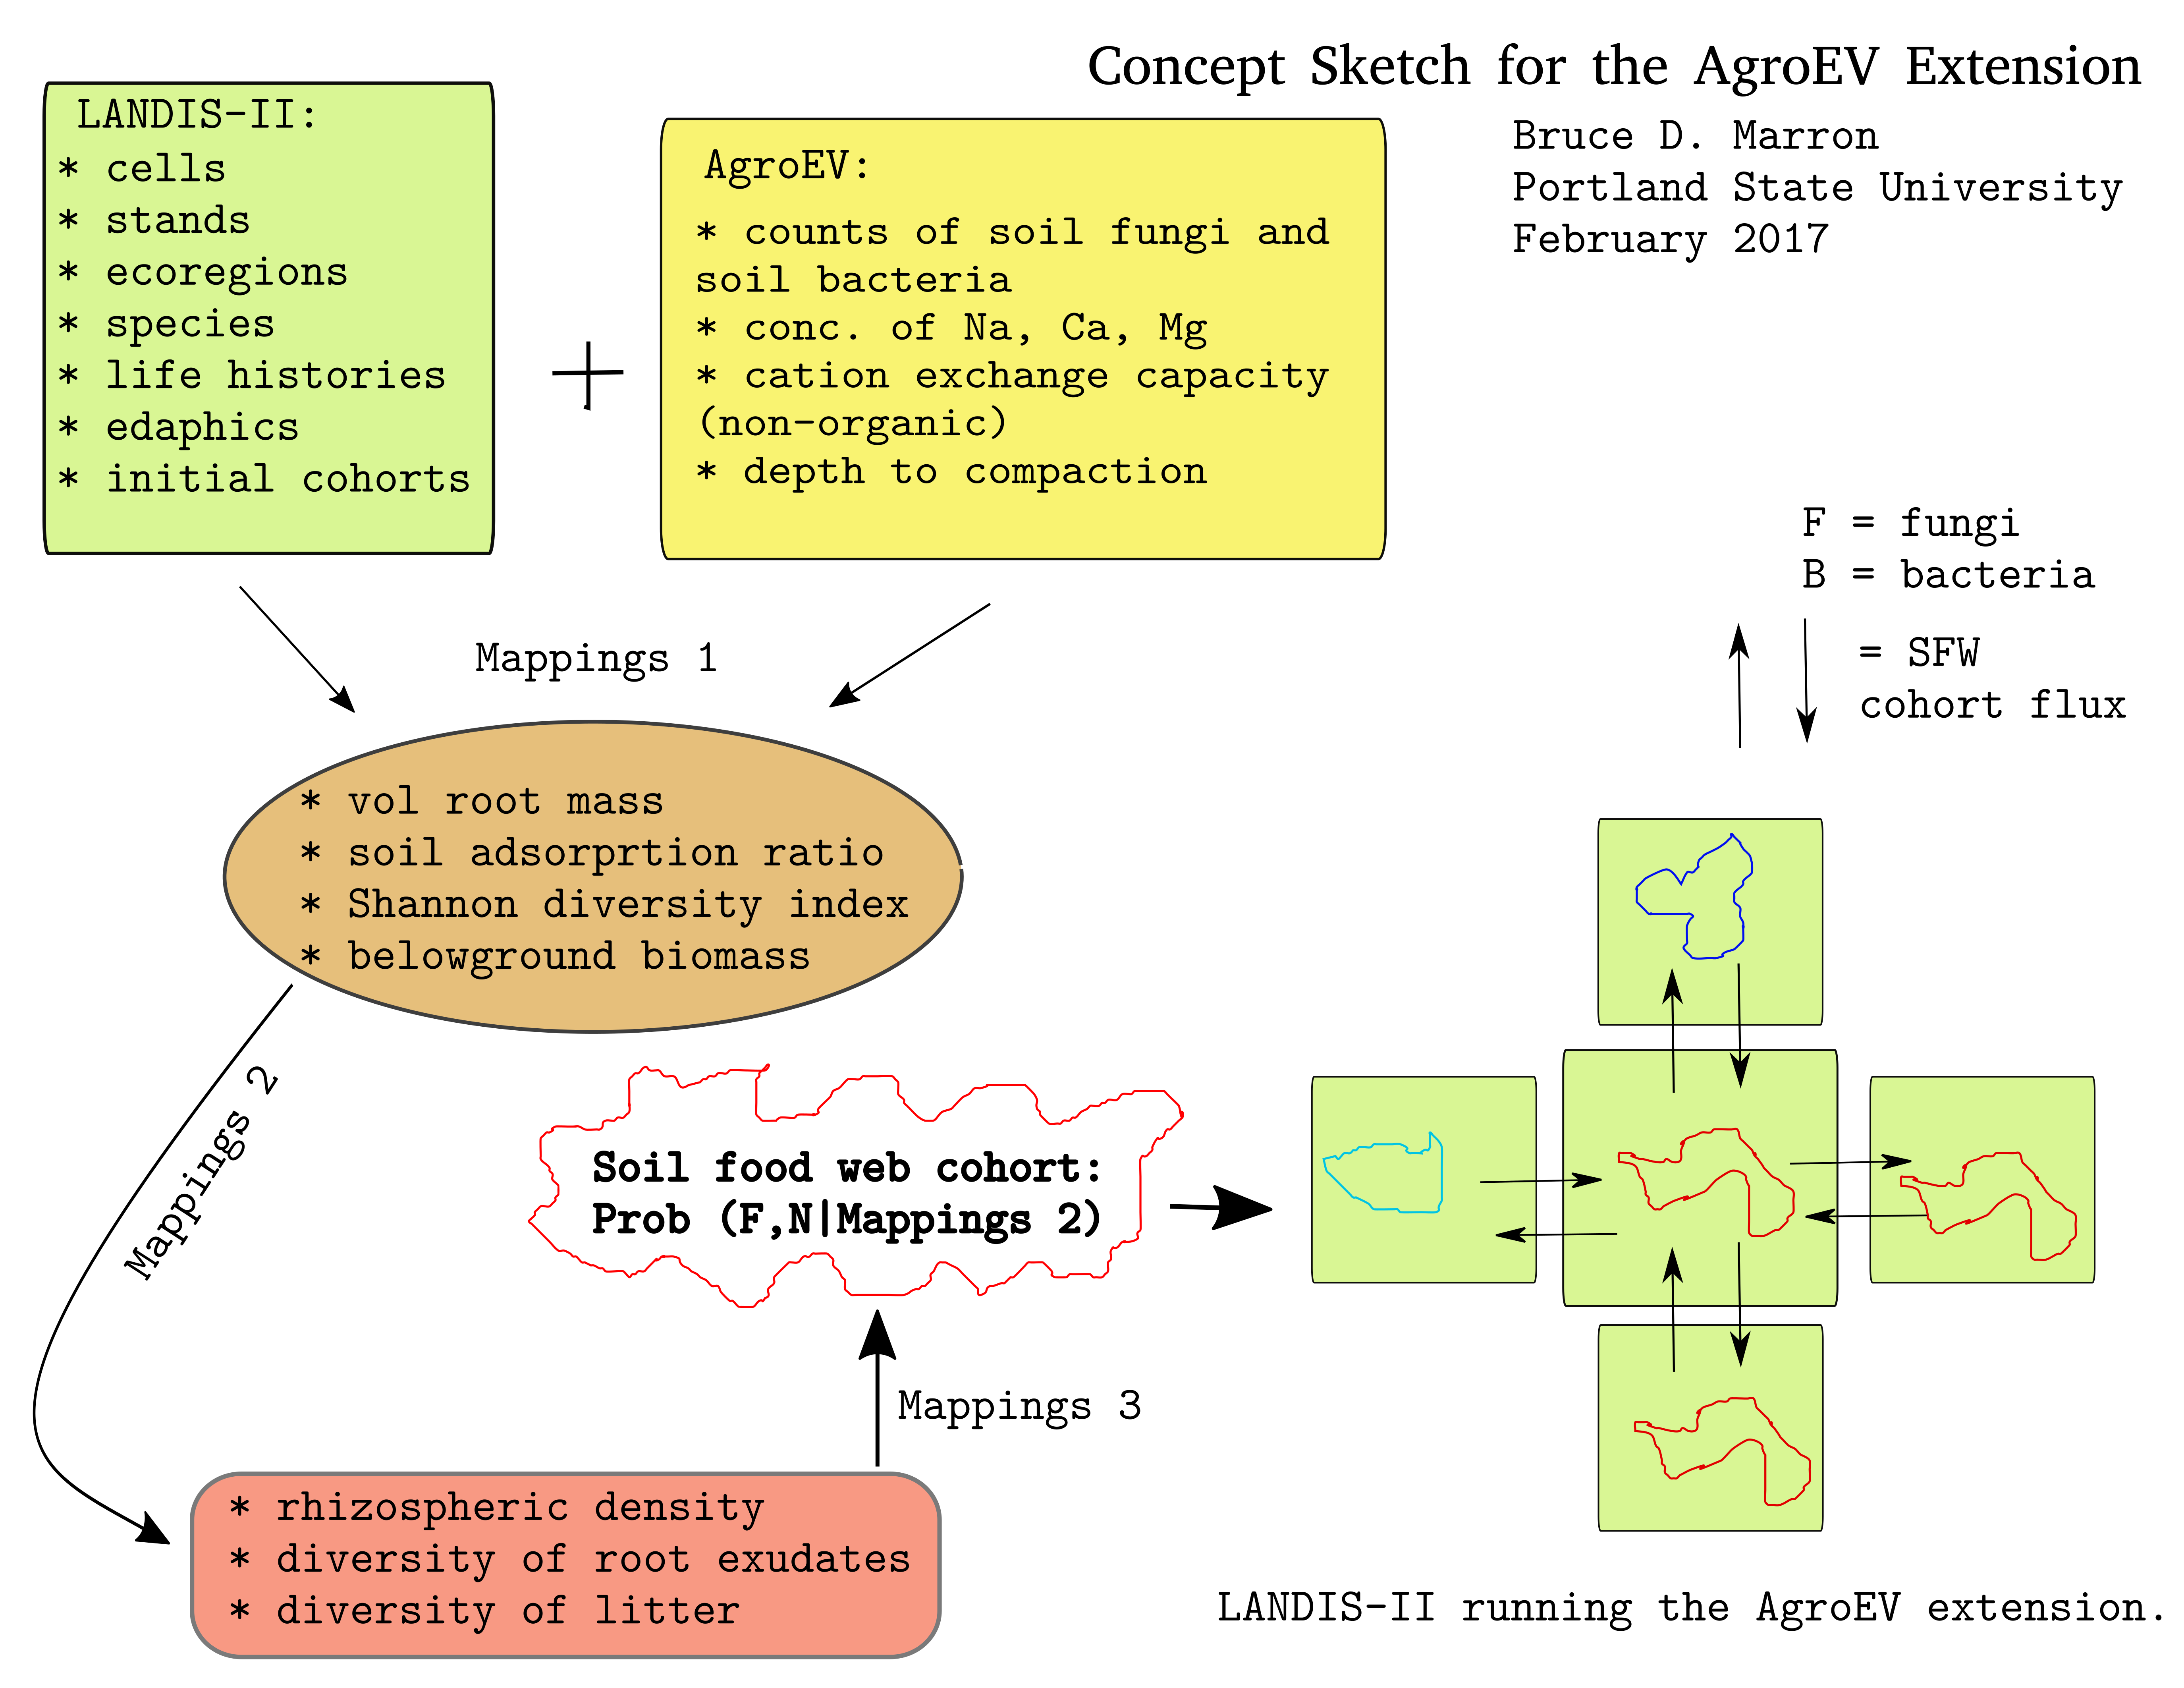 Concept Sketch for the AgroEV Extension
Bruce D. Marron
Portland State University
February 2017
LANDIS-II:
* cells
* stands
* ecoregions
* species
* life histories
* edaphics
* initial cohorts
+
AgroEV:
* counts of soil fungi and
soil bacteria
* conc. of Na, Ca, Mg
* cation exchange capacity
(non-organic)
* depth to compaction
F = fungi
B = bacteria
= SFW
cohort flux
Mappings 1
* vol root mass
* soil adsorprtion ratio
* Shannon diversity index
* belowground biomass
Mappings 2
Soil food web cohort:
Prob (F,N|Mappings 2)
Mappings 3
* rhizospheric density
* diversity of root exudates
* diversity of litter
LANDIS-II running the AgroEV extension.